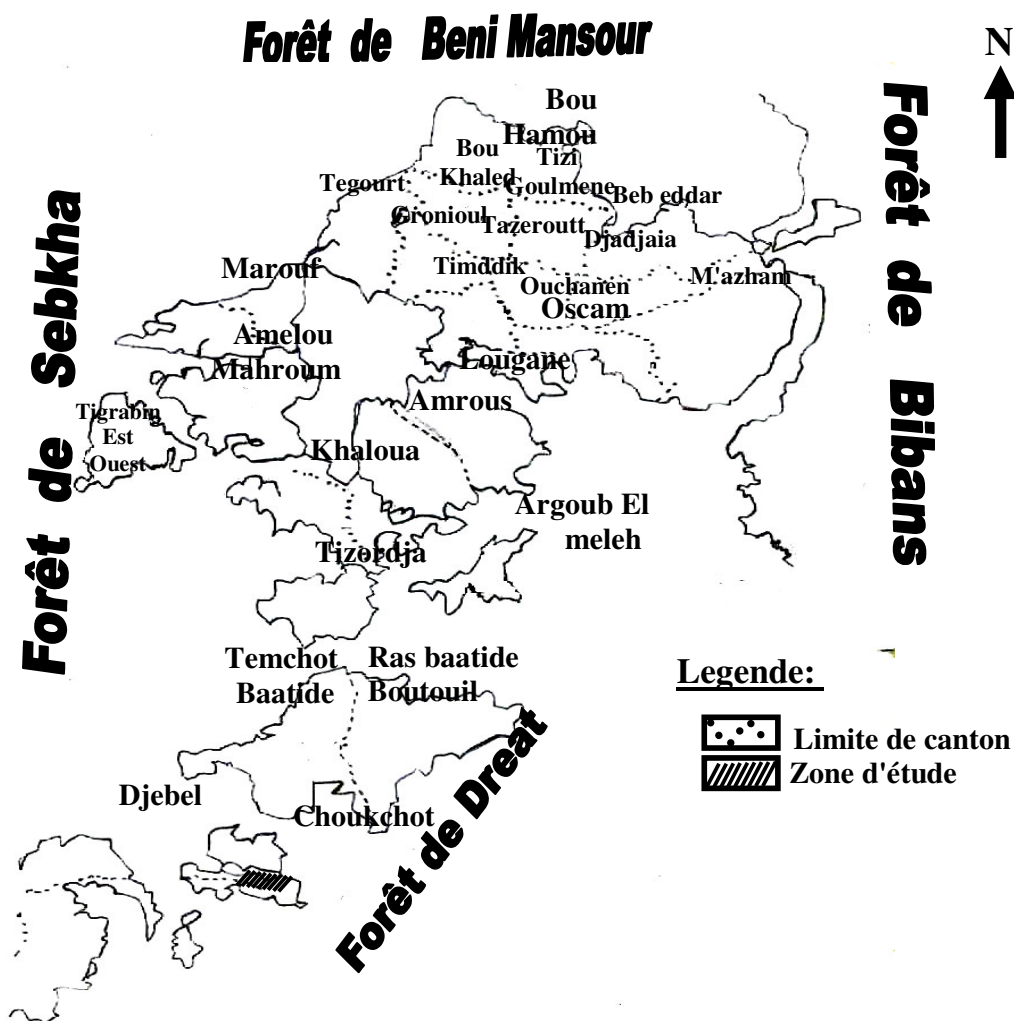 Forêt de Beni Mansour
N
Forêt de Bibans
Forêt de Sebkha
Bou
Hamou
Bou
Khaled
Tizi
Goulmene
Tegourt
Beb eddar
Gronioul
Tazeroutt
Djadjaia
Marouf
Timddik
M'azham
Ouchanen
Oscam
Amelou
Mahroum
Lougane
Amrous
Tigrabin
Est
Ouest
Khaloua
Argoub El
meleh
Tizordja
Temchot
Baatide
Ras baatide
Boutouil
Legende:
Limite de canton
Zone d'étude
Djebel
Choukchot
Forêt de Dreat